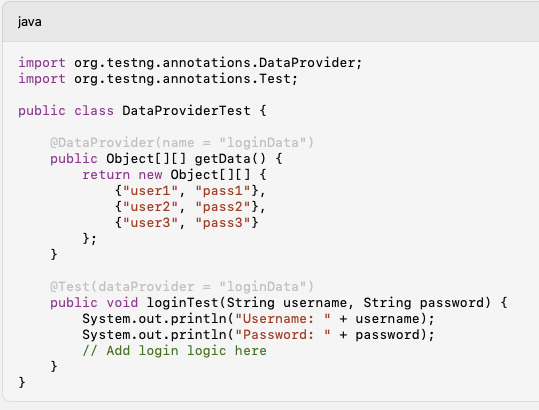 java
import org.testng.annotations.DataProvider;
import org.testng.annotations.Test;
public class DataProviderTest {
@DataProvider(name = "loginData")
public Object[][] getData() {
return new Object[][] {
{"user1", "pass1"},
{"user2", "pass2"},
{"user3", "pass3"}
};
}
@Test(dataProvider = "loginData")
public void loginTest(String username, String password) {
System.out.println("Username: " + username);
System.out.println("Password: " + password);
// Add login logic here
}
}